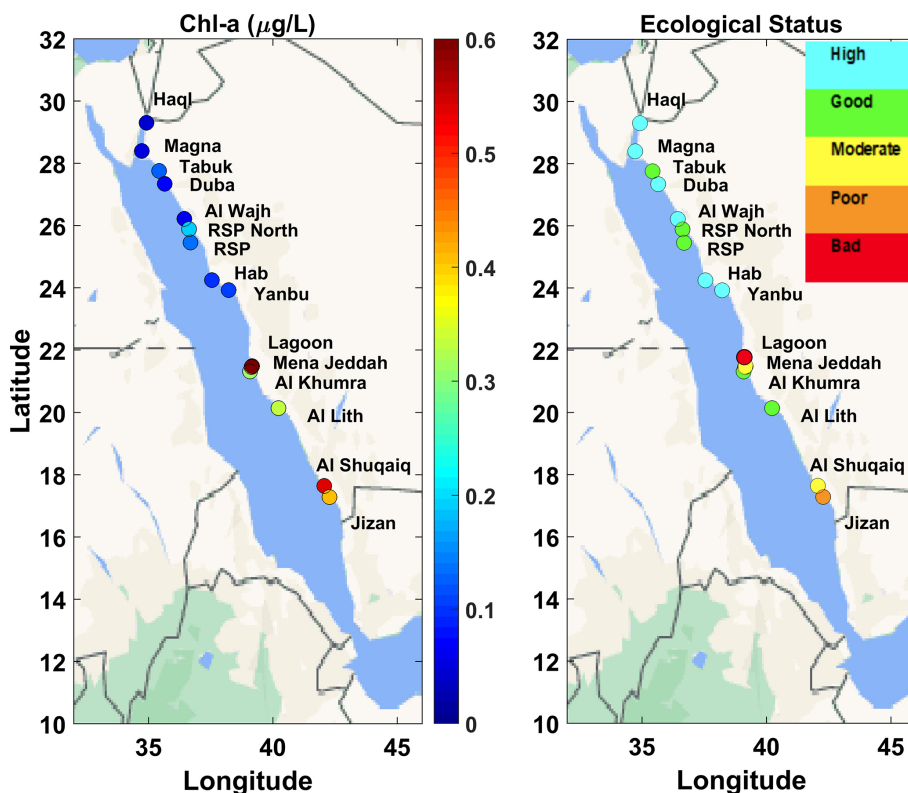 Chl-a (μg/L)
32
30
28
26
24
22
20
18
16
14
12
10
Latitude
35
40
45
Longitude
Haql
Magna
Tabuk
Duba
Al Wajh
RSP North
RSP
Hab
Yanbu
Lagoon
Mena Jeddah
Al Khumra
Al Lith
Al Shuqaiq
Jizan
0.6
0.5
0.4
0.3
0.2
0.1
0
Ecological Status
32
30
28
26
24
22
20
18
16
14
12
10
35
40
45
Longitude
Haql
Magna
Tabuk
Duba
Al Wajh
RSP North
RSP
Hab
Yanbu
Lagoon
Mena Jeddah
Al Khumra
Al Lith
Al Shuqaiq
Jizan
High
Good
Moderate
Poor
Bad